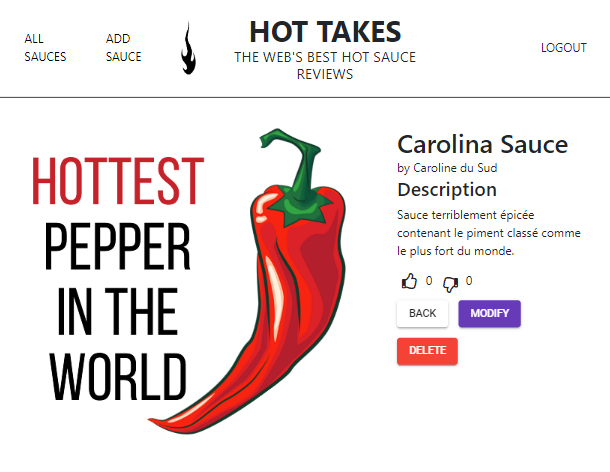 ALL
SAUCES
ADD
SAUCE
HOT TAKES
THE WEB'S BEST HOT SAUCE
REVIEWS
LOGOUT
HOTTEST
PEPPER
IN THE
WORLD
Carolina Sauce
by Caroline du Sud
Description
Sauce terriblement épicée
contenant le piment classé comme
le plus fort du monde.
0 0
BACK MODIFY
DELETE